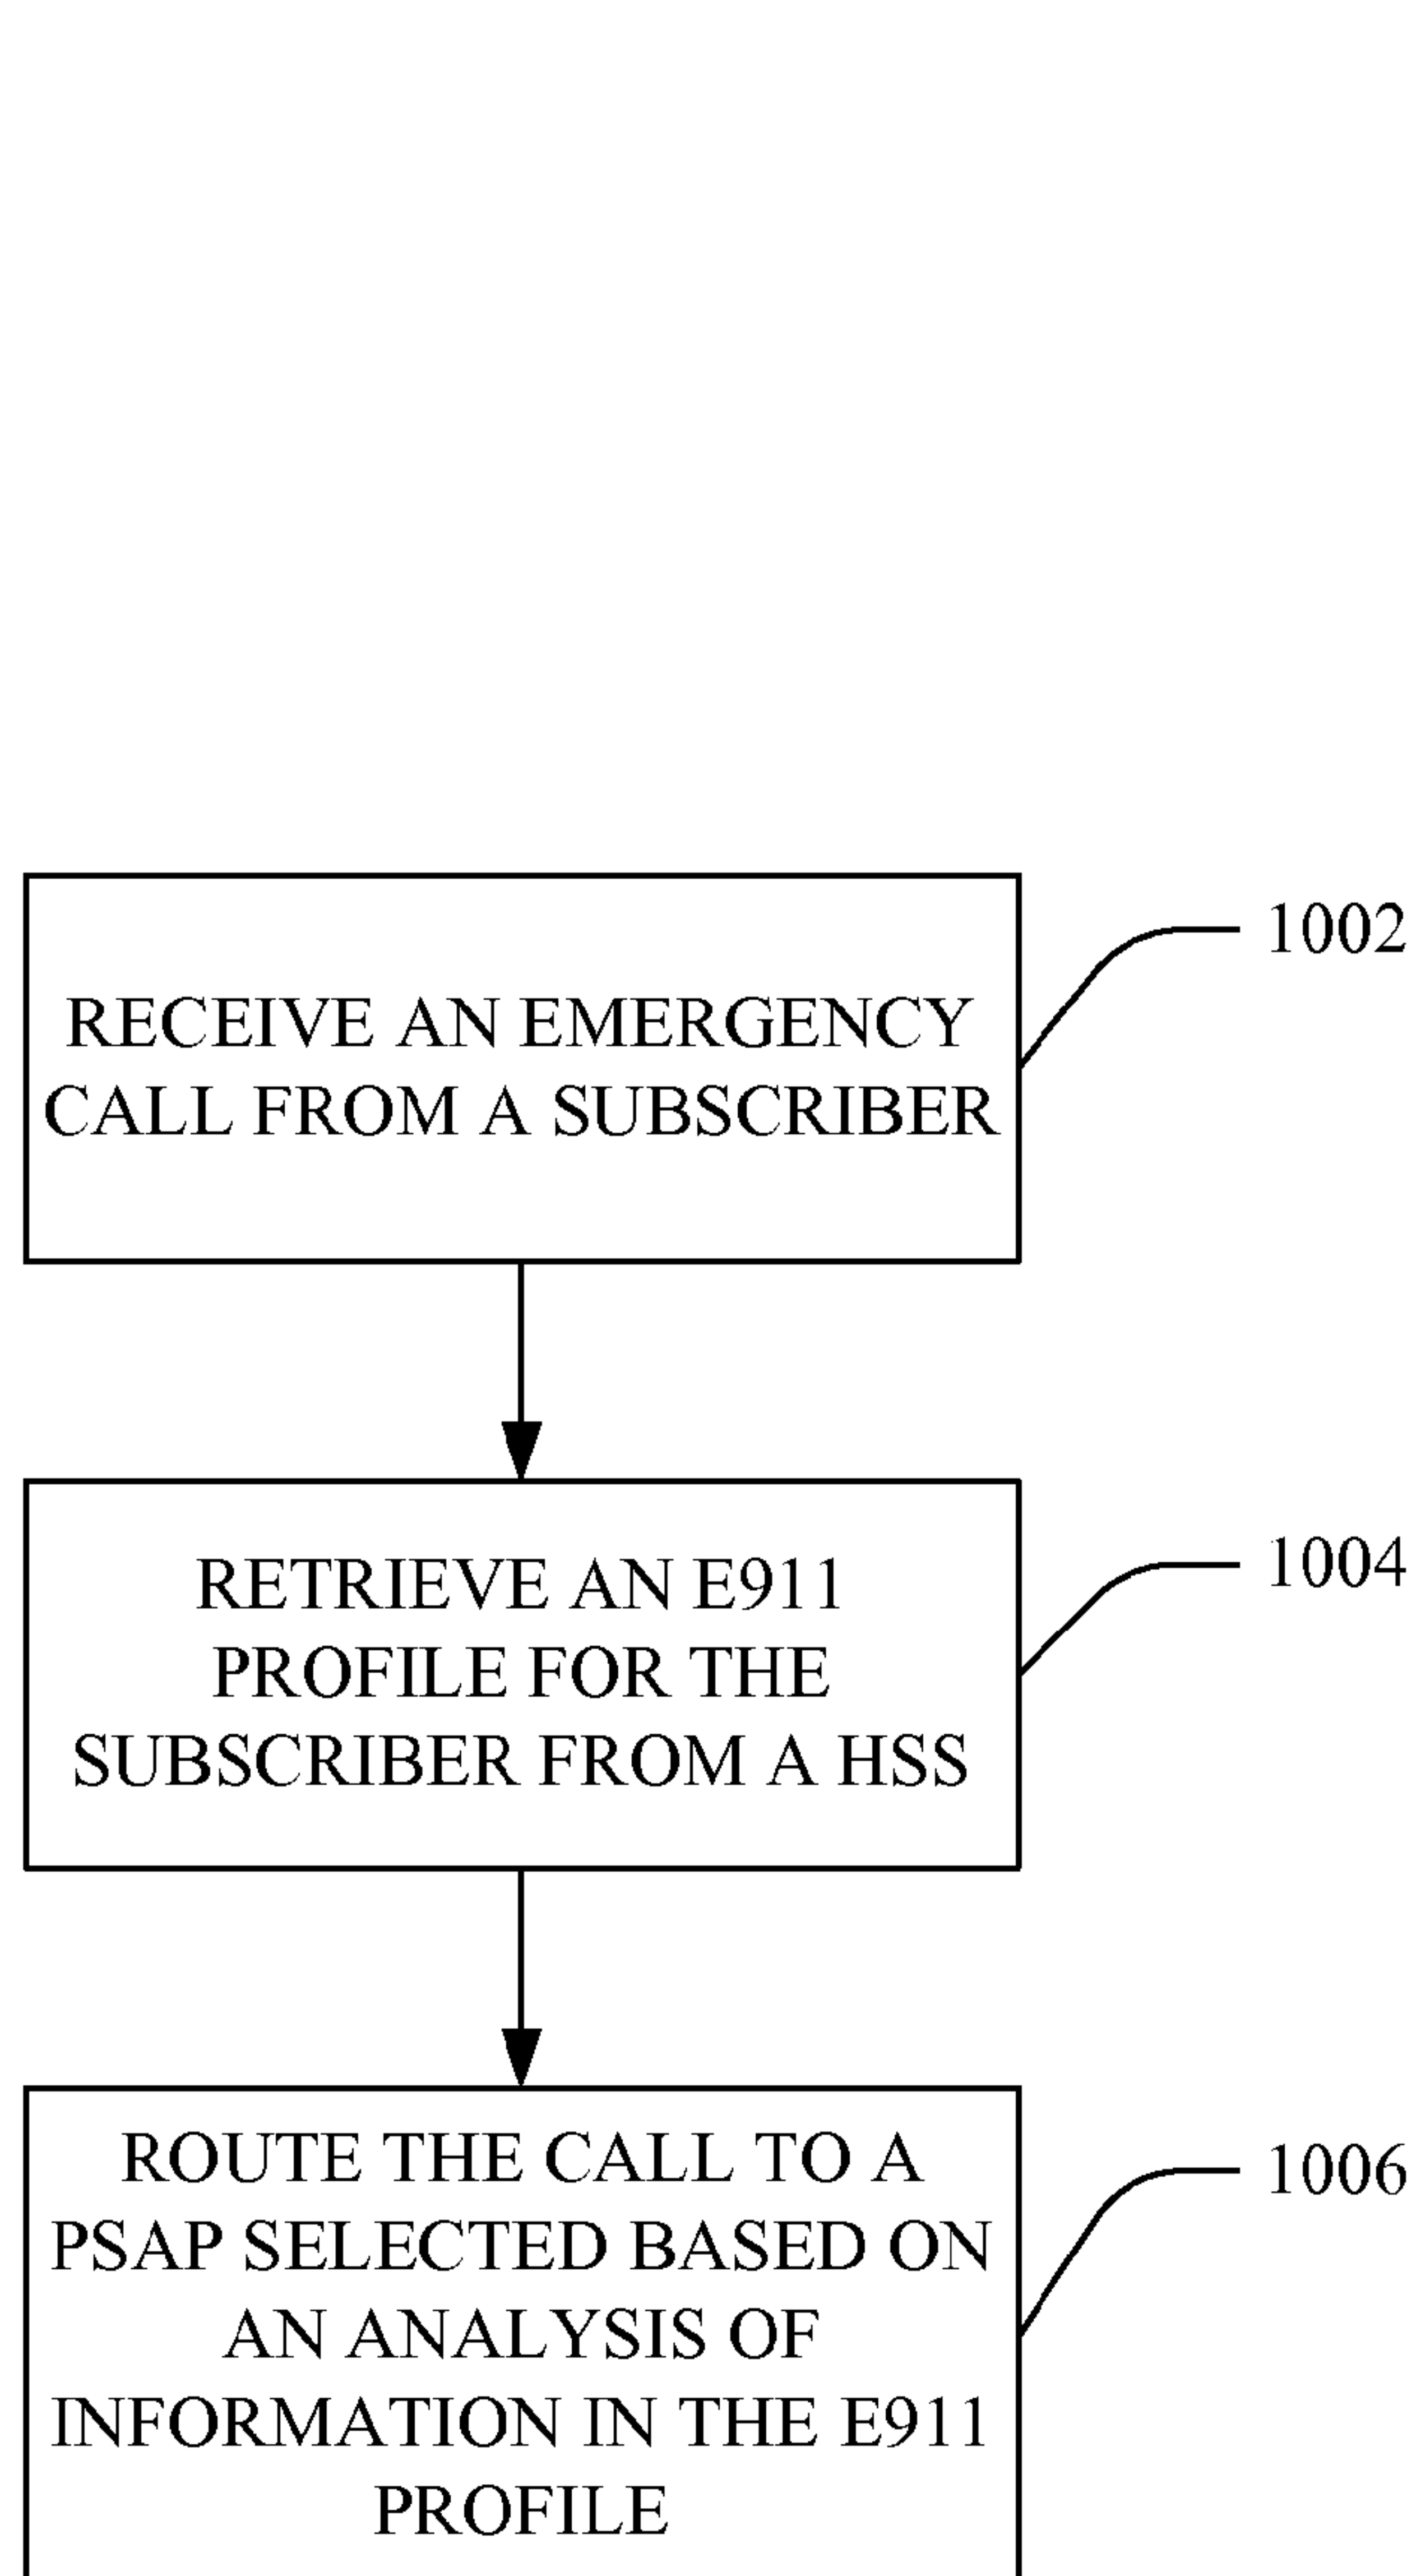 RECEIVE AN EMERGENCY
CALL FROM A SUBSCRIBER
1002
RETRIEVE AN E911
PROFILE FOR THE
SUBSCRIBER FROM A HSS
1004
ROUTE THE CALL TO A
PSAP SELECTED BASED ON
AN ANALYSIS OF
INFORMATION IN THE E911
PROFILE
1006